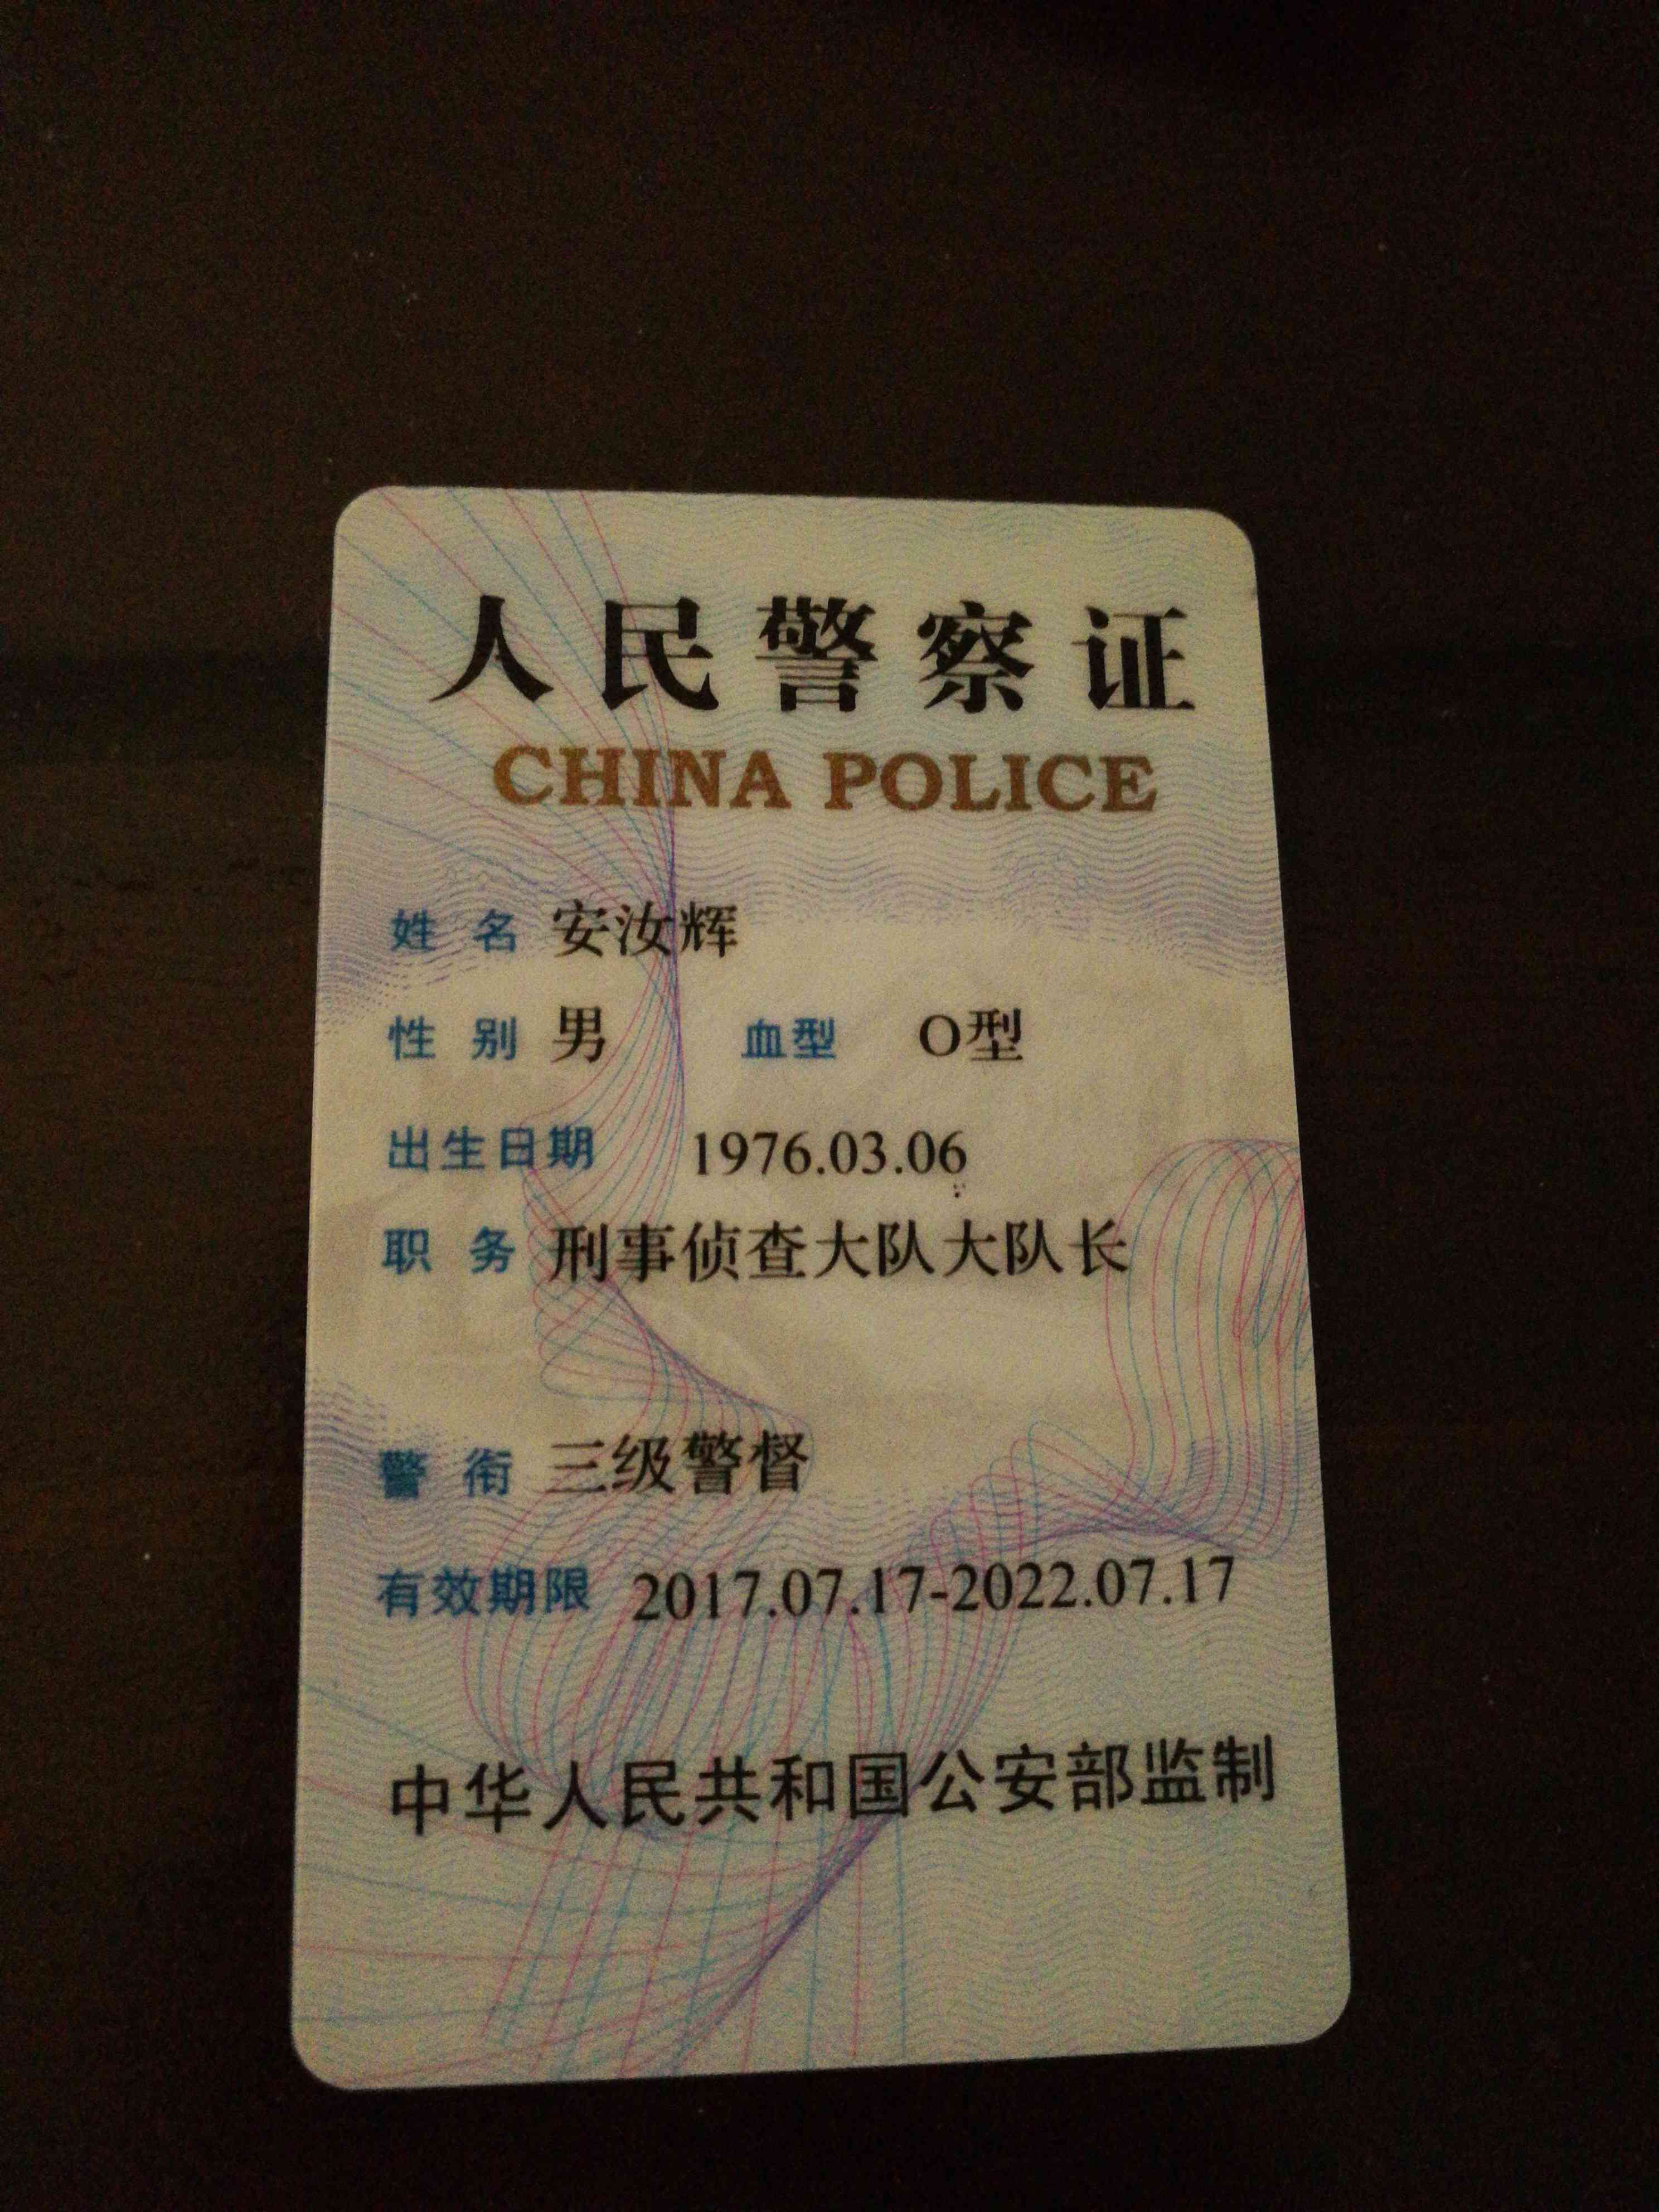 人民警察证
CHINA POLICE
姓 名 安汝辉
性 别 男 血型 O型
出生日期 1976.03.06
职 务 刑事侦查大队大队长
警 衔 三级警督
有效期限 2017.07.17-2022.07.17
中华人民共和国公安部监制